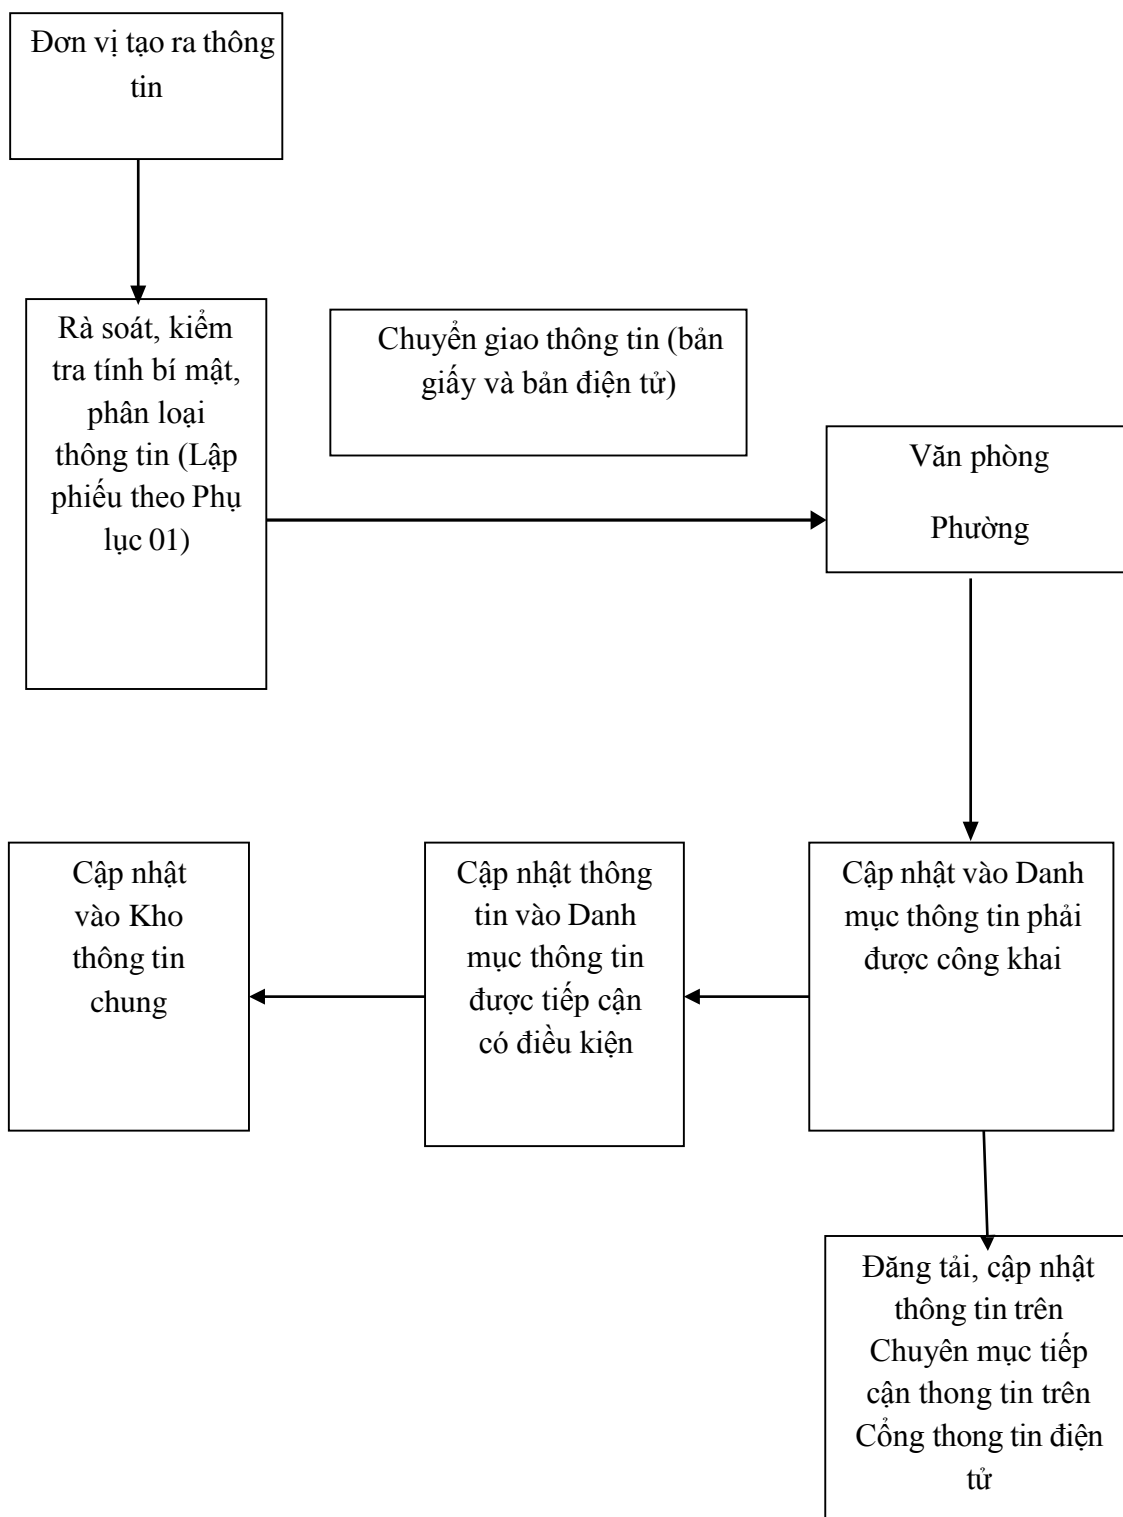 Đơn vị tạo ra thông
tin
Rà soát, kiểm
tra tính bí mật,
phân loại
thông tin (Lập
phiếu theo Phụ
lục 01)
Chuyển giao thông tin (bản
giấy và bản điện tử)
Văn phòng
Phường
Cập nhật
vào Kho
thông tin
chung
Cập nhật thông
tin vào Danh
mục thông tin
được tiếp cận
có điều kiện
Cập nhật vào Danh
mục thông tin phải
được công khai
Đăng tải, cập nhật
thông tin trên
Chuyên mục tiếp
cận thong tin trên
Cổng thong tin điện
tử